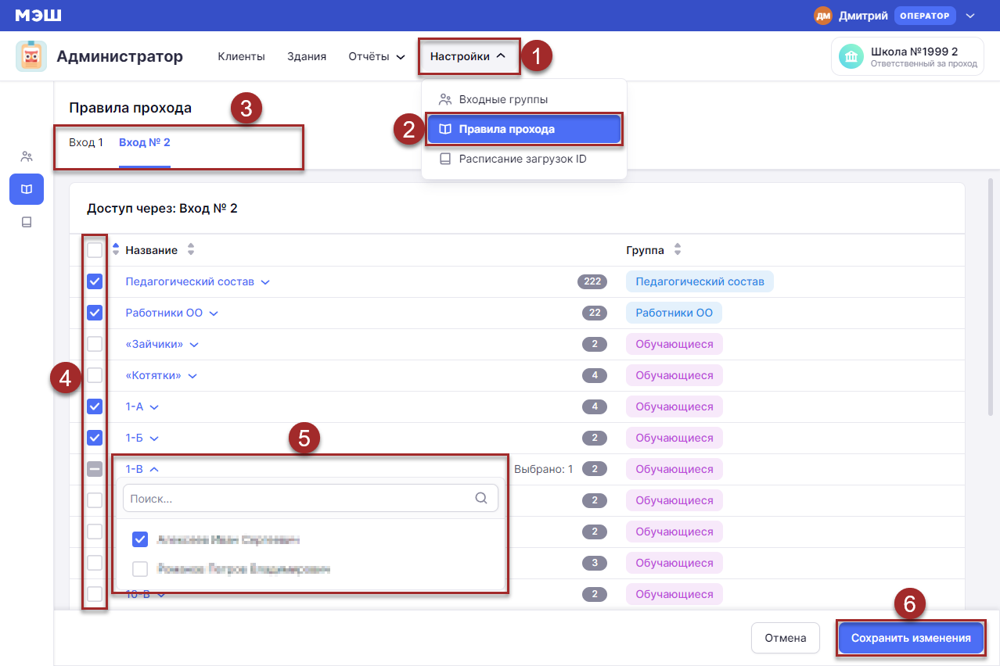 МЭШ
ДМ Дмитрий ОПЕРАТОР
Администратор Клиенты Здания Отчёты Настройки 1 Школа №1999 2
Ответственный за проход
Входные группы
2 Правила прохода
Расписание загрузок ID
Правила прохода 3
Вход 1 Вход № 2
Доступ через: Вход № 2
Название Группа
Педагогический состав 222 Педагогический состав
Работники ОО 22 Работники ОО
«Зайчики» 2 Обучающиеся
4 «Котятки» 4 Обучающиеся
1-А 4 Обучающиеся
1-Б 5 2 Обучающиеся
1-В Выбрано: 1 2 Обучающиеся
Поиск... 2 Обучающиеся
2 Обучающиеся
3 Обучающиеся
10-В 2 Обучающиеся
6
Отмена Сохранить изменения